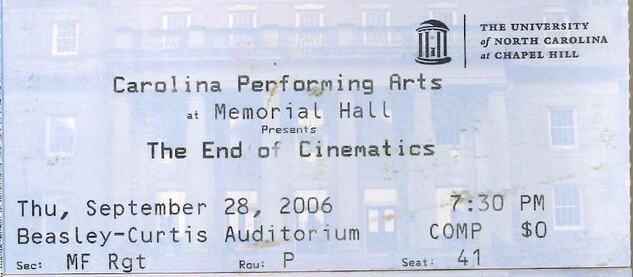 THE UNIVERSITY
of NORTH CAROLINA
at CHAPEL HILL
Carolina Performing Arts
at Memorial Hall
Presents
The End of Cinematics
Thu, September 28, 2006 7:30 PM
Beasley-Curtis Auditorium COMP $0
Sec: MF Rgt Row: P Seat: 41